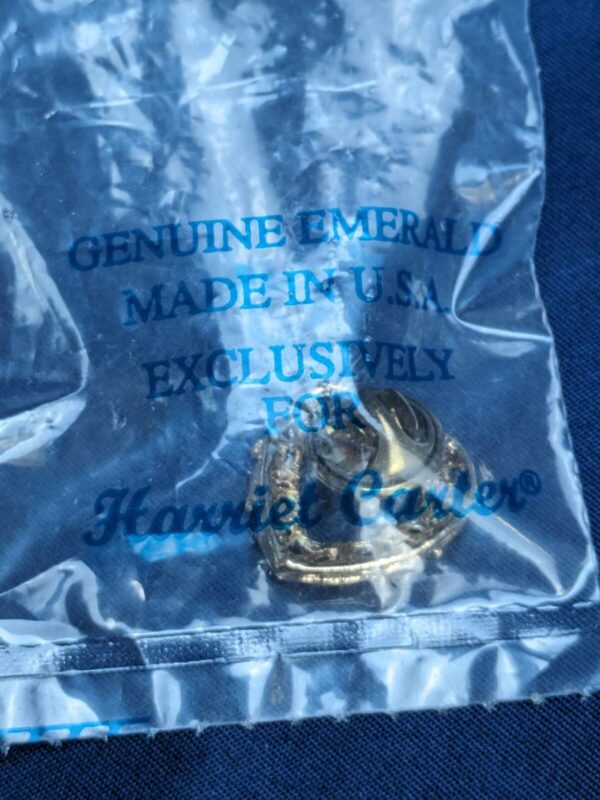 GENUINE EMERALD
MADE IN U.S.A.
EXCLUSIVELY
FOR
Harriet Carter®